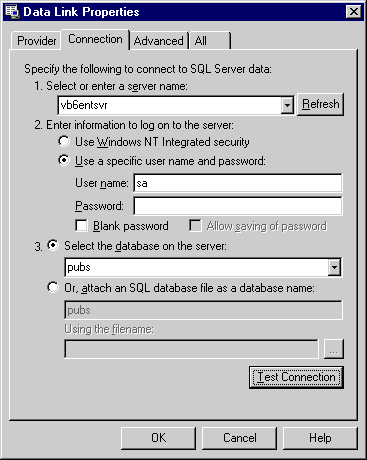 Data Link Properties
Provider Connection Advanced All
Specify the following to connect to SQL Server data:
1. Select or enter a server name:
vb6entsvr Refresh
2. Enter information to log on to the server:
Use Windows NT Integrated security
Use a specific user name and password:
User name: sa
Password:
Blank password Allow saving of password
3. Select the database on the server:
pubs
Or, attach an SQL database file as a database name:
pubs
Using the filename:
...
Test Connection
OK Cancel Help